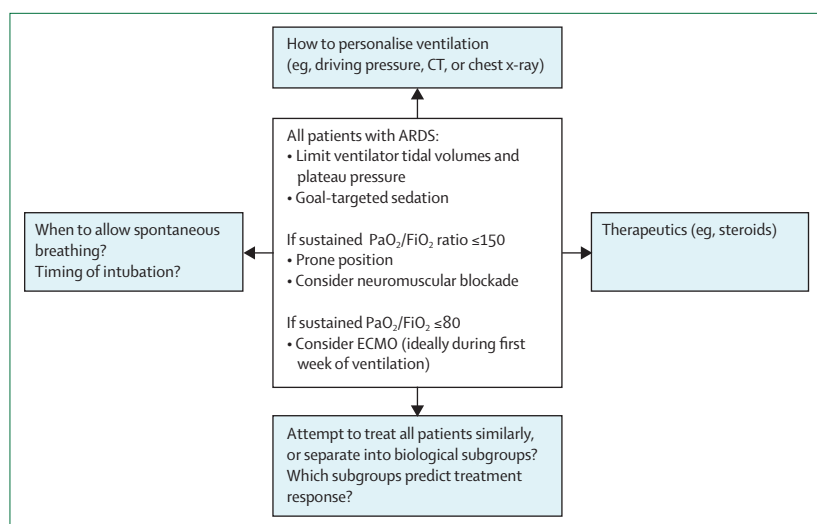 How to personalise ventilation
(eg, driving pressure, CT, or chest x-ray)
All patients with ARDS:
• Limit ventilator tidal volumes and
plateau pressure
• Goal-targeted sedation
If sustained PaO₂/FiO₂ ratio ≤150
• Prone position
• Consider neuromuscular blockade
If sustained PaO₂/FiO₂ ≤80
• Consider ECMO (ideally during first
week of ventilation)
When to allow spontaneous
breathing?
Timing of intubation?
Therapeutics (eg, steroids)
Attempt to treat all patients similarly,
or separate into biological subgroups?
Which subgroups predict treatment
response?